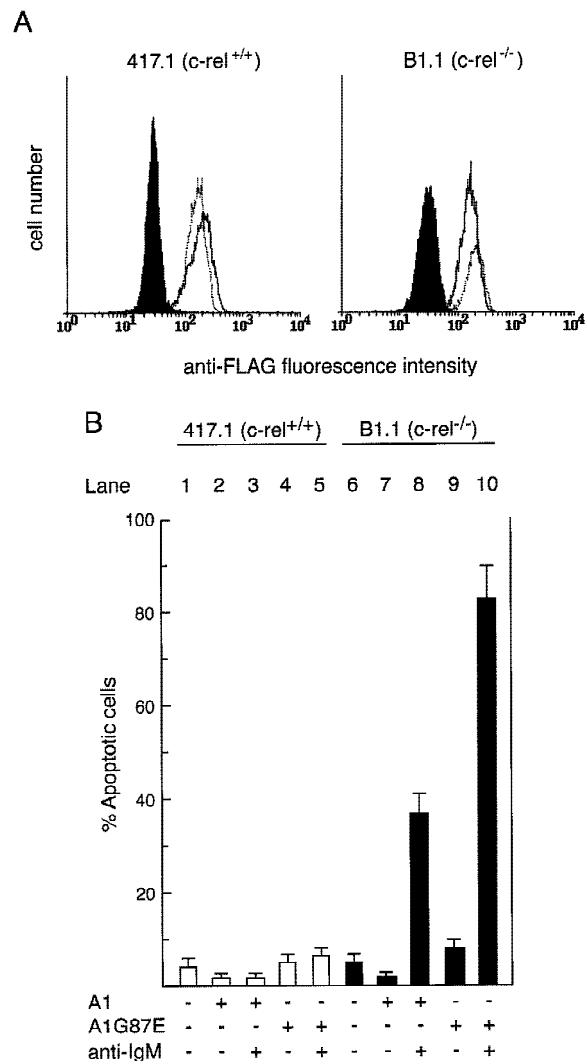 A
417.1 (c-rel+/+) B1.1 (c-rel-/-)
cell number
10^0 10^1 10^2 10^3 10^4 10^0 10^1 10^2 10^3 10^4
anti-FLAG fluorescence intensity
B
417.1 (c-rel+/+) B1.1 (c-rel-/-)
Lane 1 2 3 4 5 6 7 8 9 10
% Apoptotic cells
100
80
60
40
20
A1 - + + - - - + + - -
A1G87E - - - + + - - - + +
anti-IgM - - + - + - - + - +